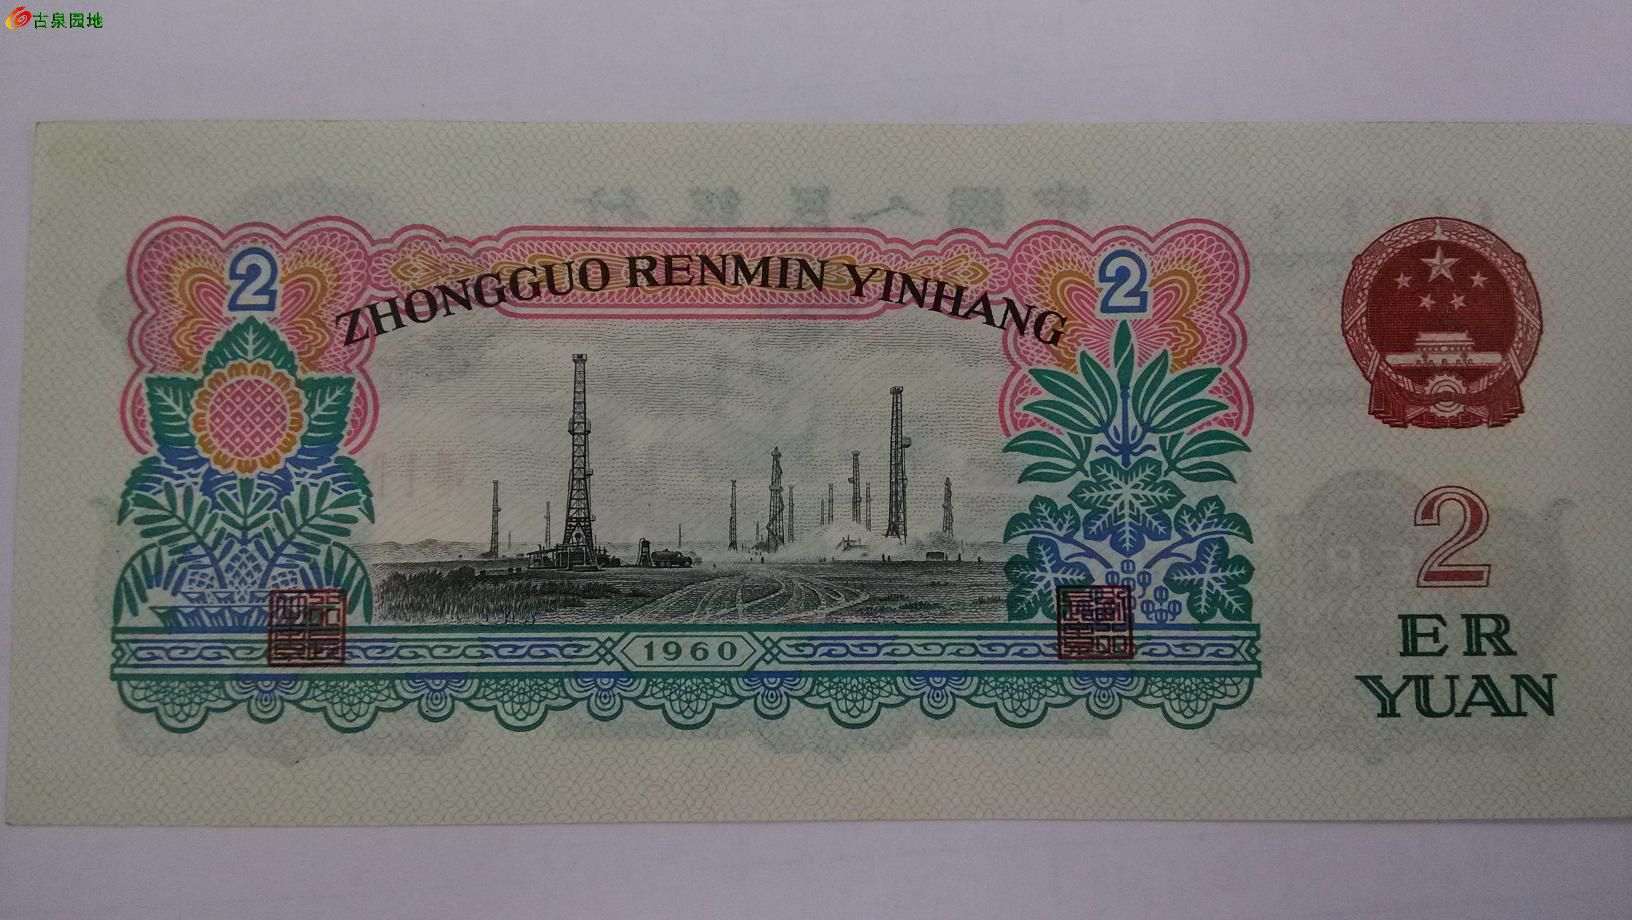 古泉园地
2
2
ZHONGGUO RENMIN YINHANG
2
ER
YUAN
1960